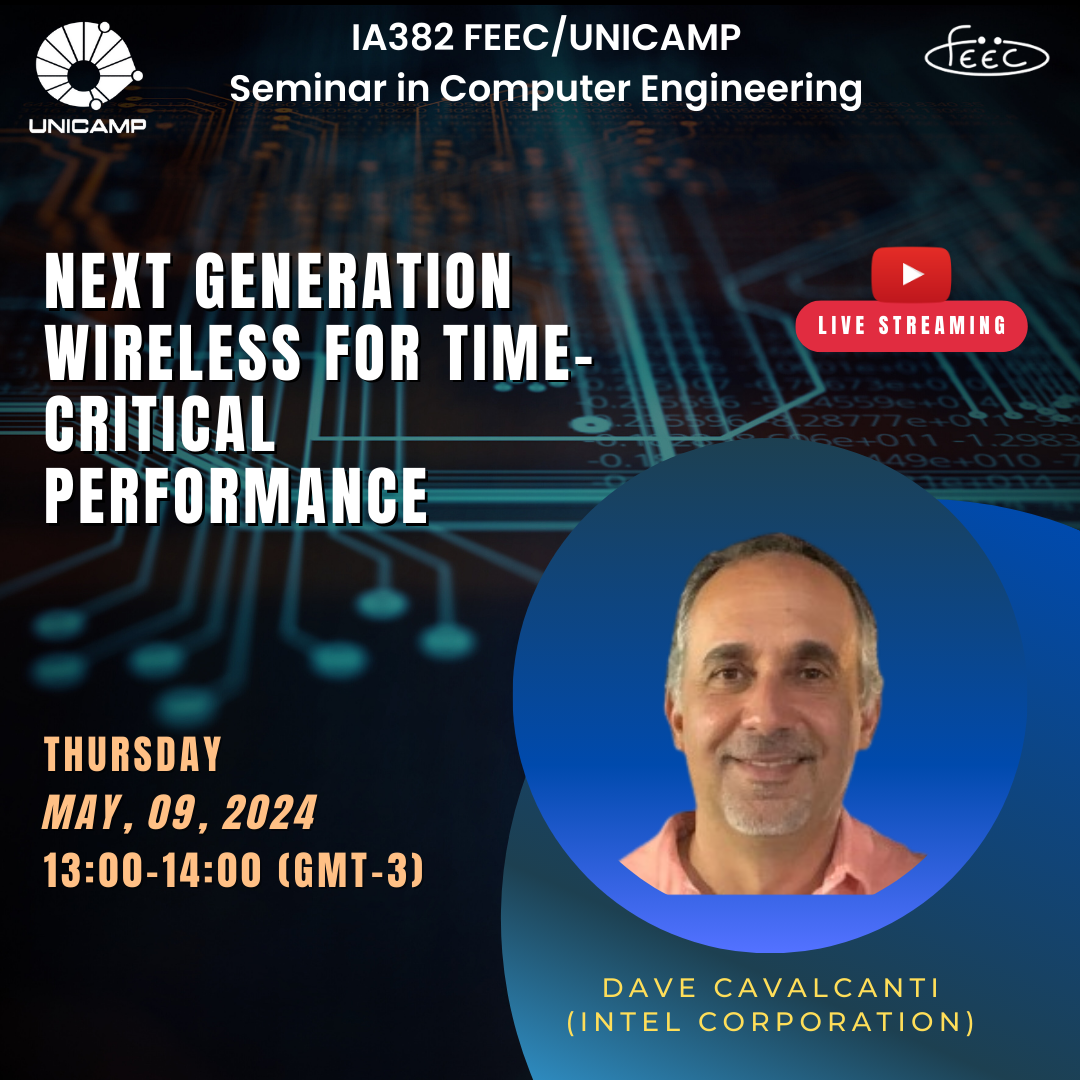 IA382 FEEC/UNICAMP
Seminar in Computer Engineering
UNICAMP
FEEC
NEXT GENERATION
WIRELESS FOR TIME-
CRITICAL
PERFORMANCE
LIVE STREAMING
THURSDAY
MAY, 09, 2024
13:00-14:00 (GMT-3)
DAVE CAVALCANTI
(INTEL CORPORATION)